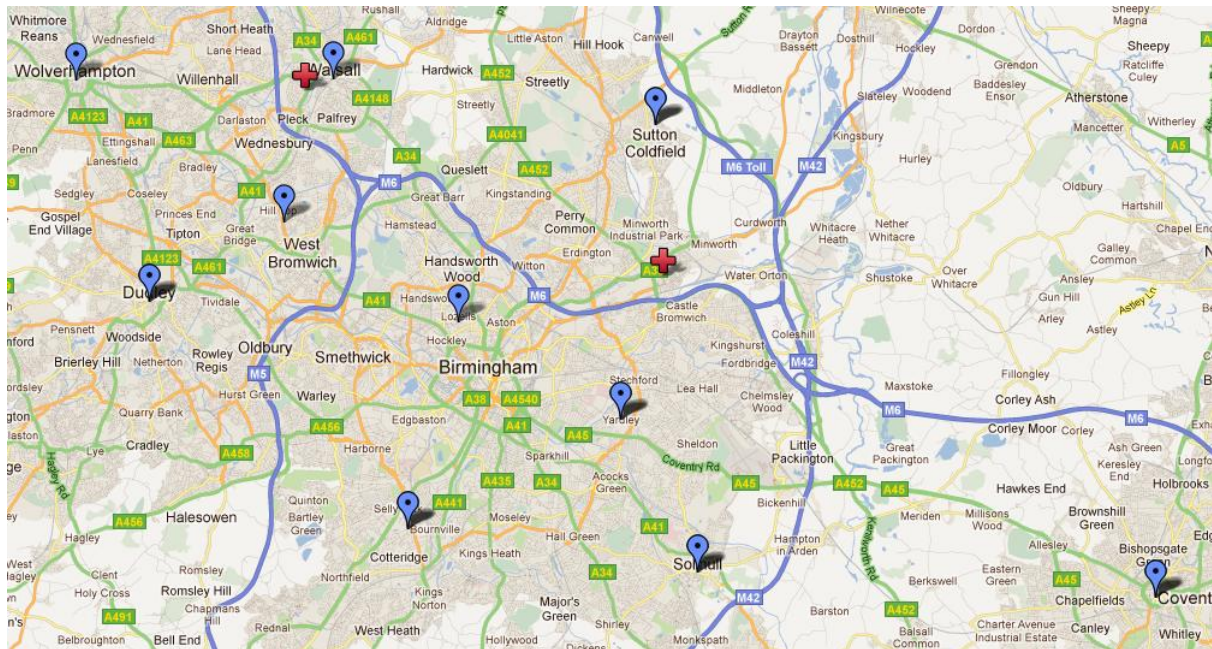 Whitmore
Reans
Wednesfield
Short Heath
Rushall
Aldridge
Little Aston
Hill Hook
Canwell
Sutton Rd
Drayton
Bassett
Dosthill
Wilnecote
Dordon
Sheepy
Magna
Lane Head
A34
A461
Hockley
Grendon
Sheepy
Wolverhampton
Willenhall
Walsall
Hardwick
A452
Streetly
Middleton
Slateley
Woodend
Baddesley
Ensor
Ratcliffe
Culey
Atherstone
Bradmore
A4123
A41
Darlaston
Pleck
A4148
Palfrey
Streetly
Sutton
Coldfield
Kingsbury
Mancetter
Witherley
Penn
Ettingshall
A463
Wednesbury
A4041
Hurley
A5
Lanesfield
Bradley
A34
Queslett
A452
M6 Toll
M42
Sedgley
Coseley
A41
M6
Kingstanding
Oldbury
Hartshill
Gospel
End Village
Princes End
Hill Top
Great Barr
Perry
Common
Minworth
Industrial Park
Curdworth
Whitacre
Heath
Nether
Whitacre
Chapel End
Tipton
Great
Bridge
West
Bromwich
Hamstead
Erdington
Minworth
Galley
Common
A4123
A461
Handsworth
Wood
Witton
Water Orton
Shustoke
Over
Whitacre
Dudley
Tividale
A41
Handsworth
Lozells
M6
Castle
Bromwich
Gun Hill
Arley
Astley Ln
Astley
Pensnett
Woodside
Oldbury
Smethwick
Hockley
Aston
Coleshill
Brierley Hill
Netherton
Rowley
Regis
M5
Birmingham
Stechford
Lea Hall
Kingshurst
Fordbridge
M42
Maxstoke
Fillongley
Hurst Green
Warley
A38
A4540
Yardley
Chelmsley
Wood
M6
Corley Ash
M6
Quarry Bank
Edgbaston
A41
A45
Corley Moor
Corley
Lye
Cradley
A458
A456
Harborne
Sparkhill
Sheldon
Little
Packington
Great
Packington
Ash Green
Hagley Rd
Coventry Rd
Acocks
Green
A45
A452
A45
Keresley
End
Holbrooks
Quinton
A435
A34
Bickenhill
Hawkes End
A456
Halesowen
Bartley
Green
Selly
A441
Bournville
Moseley
Hall Green
A41
Meriden
Millisons
Wood
Brownshill
Green
Hagley
Cotteridge
Kings Heath
Solihull
Hampton
in Arden
Kenilworth Rd
Allesley
Bishopsgate
Green
West
Hagley
Clent
Romsley
Northfield
A34
Berkswell
Eastern
Green
A45
Holy Cross
Romsley Hill
Chapmans
Hill
Kings
Norton
Major's
Green
M42
Barston
A452
Chapelfields
Covent
A491
Shirley
Balsall
Common
Charter Avenue
Industrial Estate
Canley
Whitley
Belbroughton
Bell End
Rednal
West Heath
Hollywood
Dickens
Monkspath